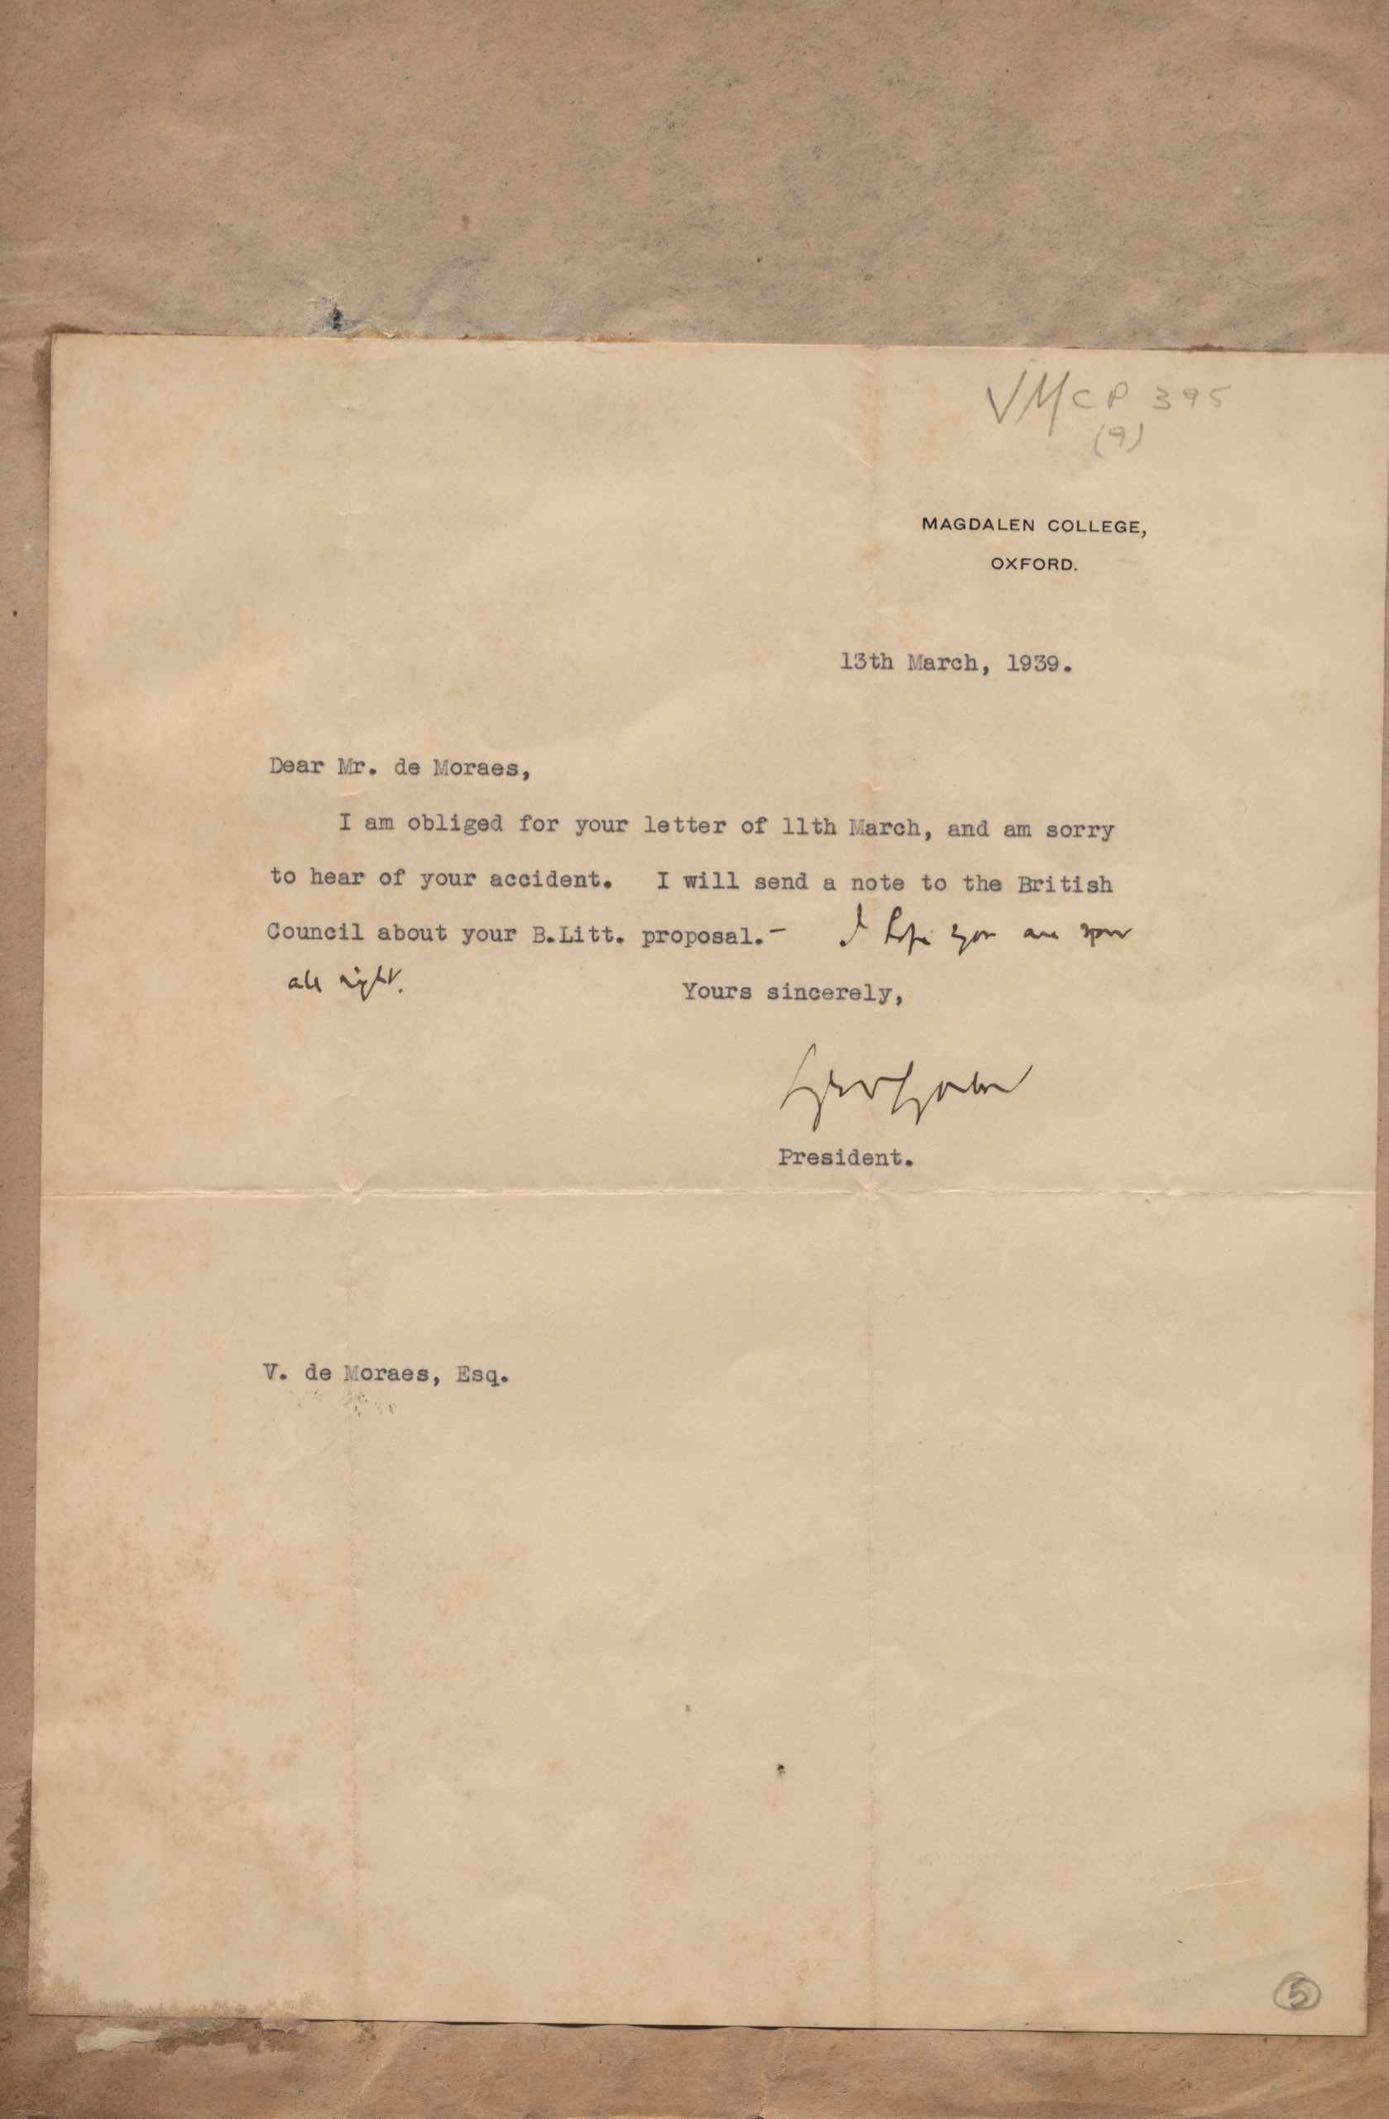 VMCP 395
(9)
MAGDALEN COLLEGE,
OXFORD.
13th March, 1939.
Dear Mr. de Moraes,
I am obliged for your letter of 11th March, and am sorry
to hear of your accident. I will send a note to the British
Council about your B.Litt. proposal.- I hope you are now
all right.
Yours sincerely,
President.
V. de Moraes, Esq.
5